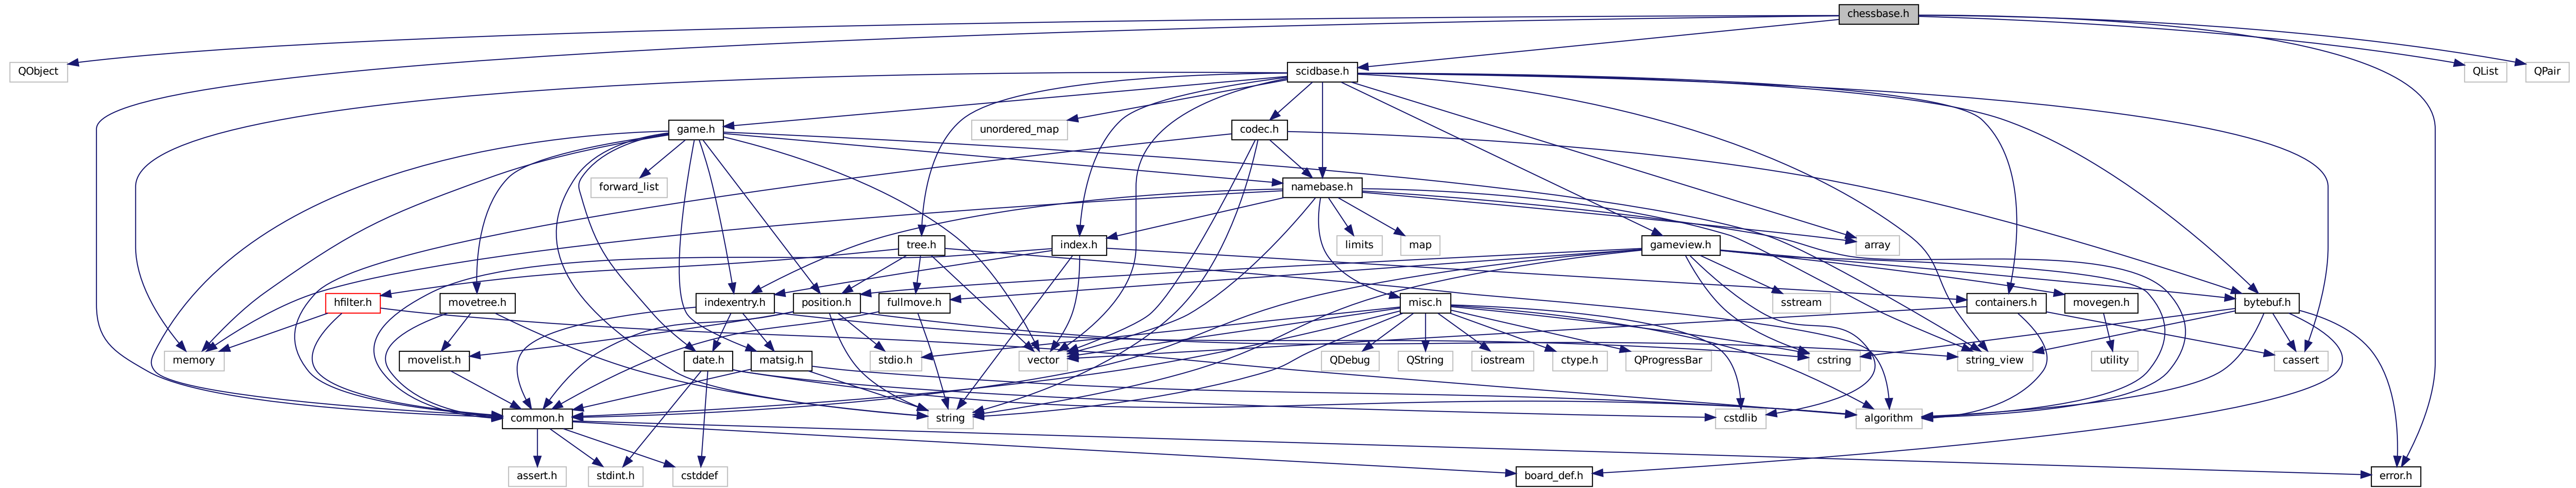 chessbase.h
QObject
scidbase.h
QList
QPair
game.h
unordered_map
codec.h
forward_list
namebase.h
tree.h
index.h
limits
map
gameview.h
array
hfilter.h
movetree.h
indexentry.h
position.h
fullmove.h
misc.h
sstream
containers.h
movegen.h
bytebuf.h
memory
movelist.h
date.h
matsig.h
stdio.h
vector
QDebug
QString
iostream
ctype.h
QProgressBar
cstring
string_view
utility
cassert
common.h
string
cstdlib
algorithm
assert.h
stdint.h
cstddef
board_def.h
error.h